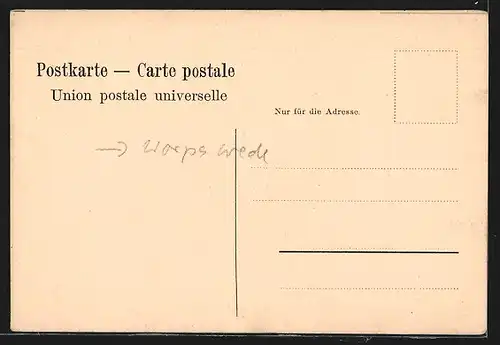 Postkarte — Carte postale
Union postale universelle
Nur für die Adresse.
→ Worpswede